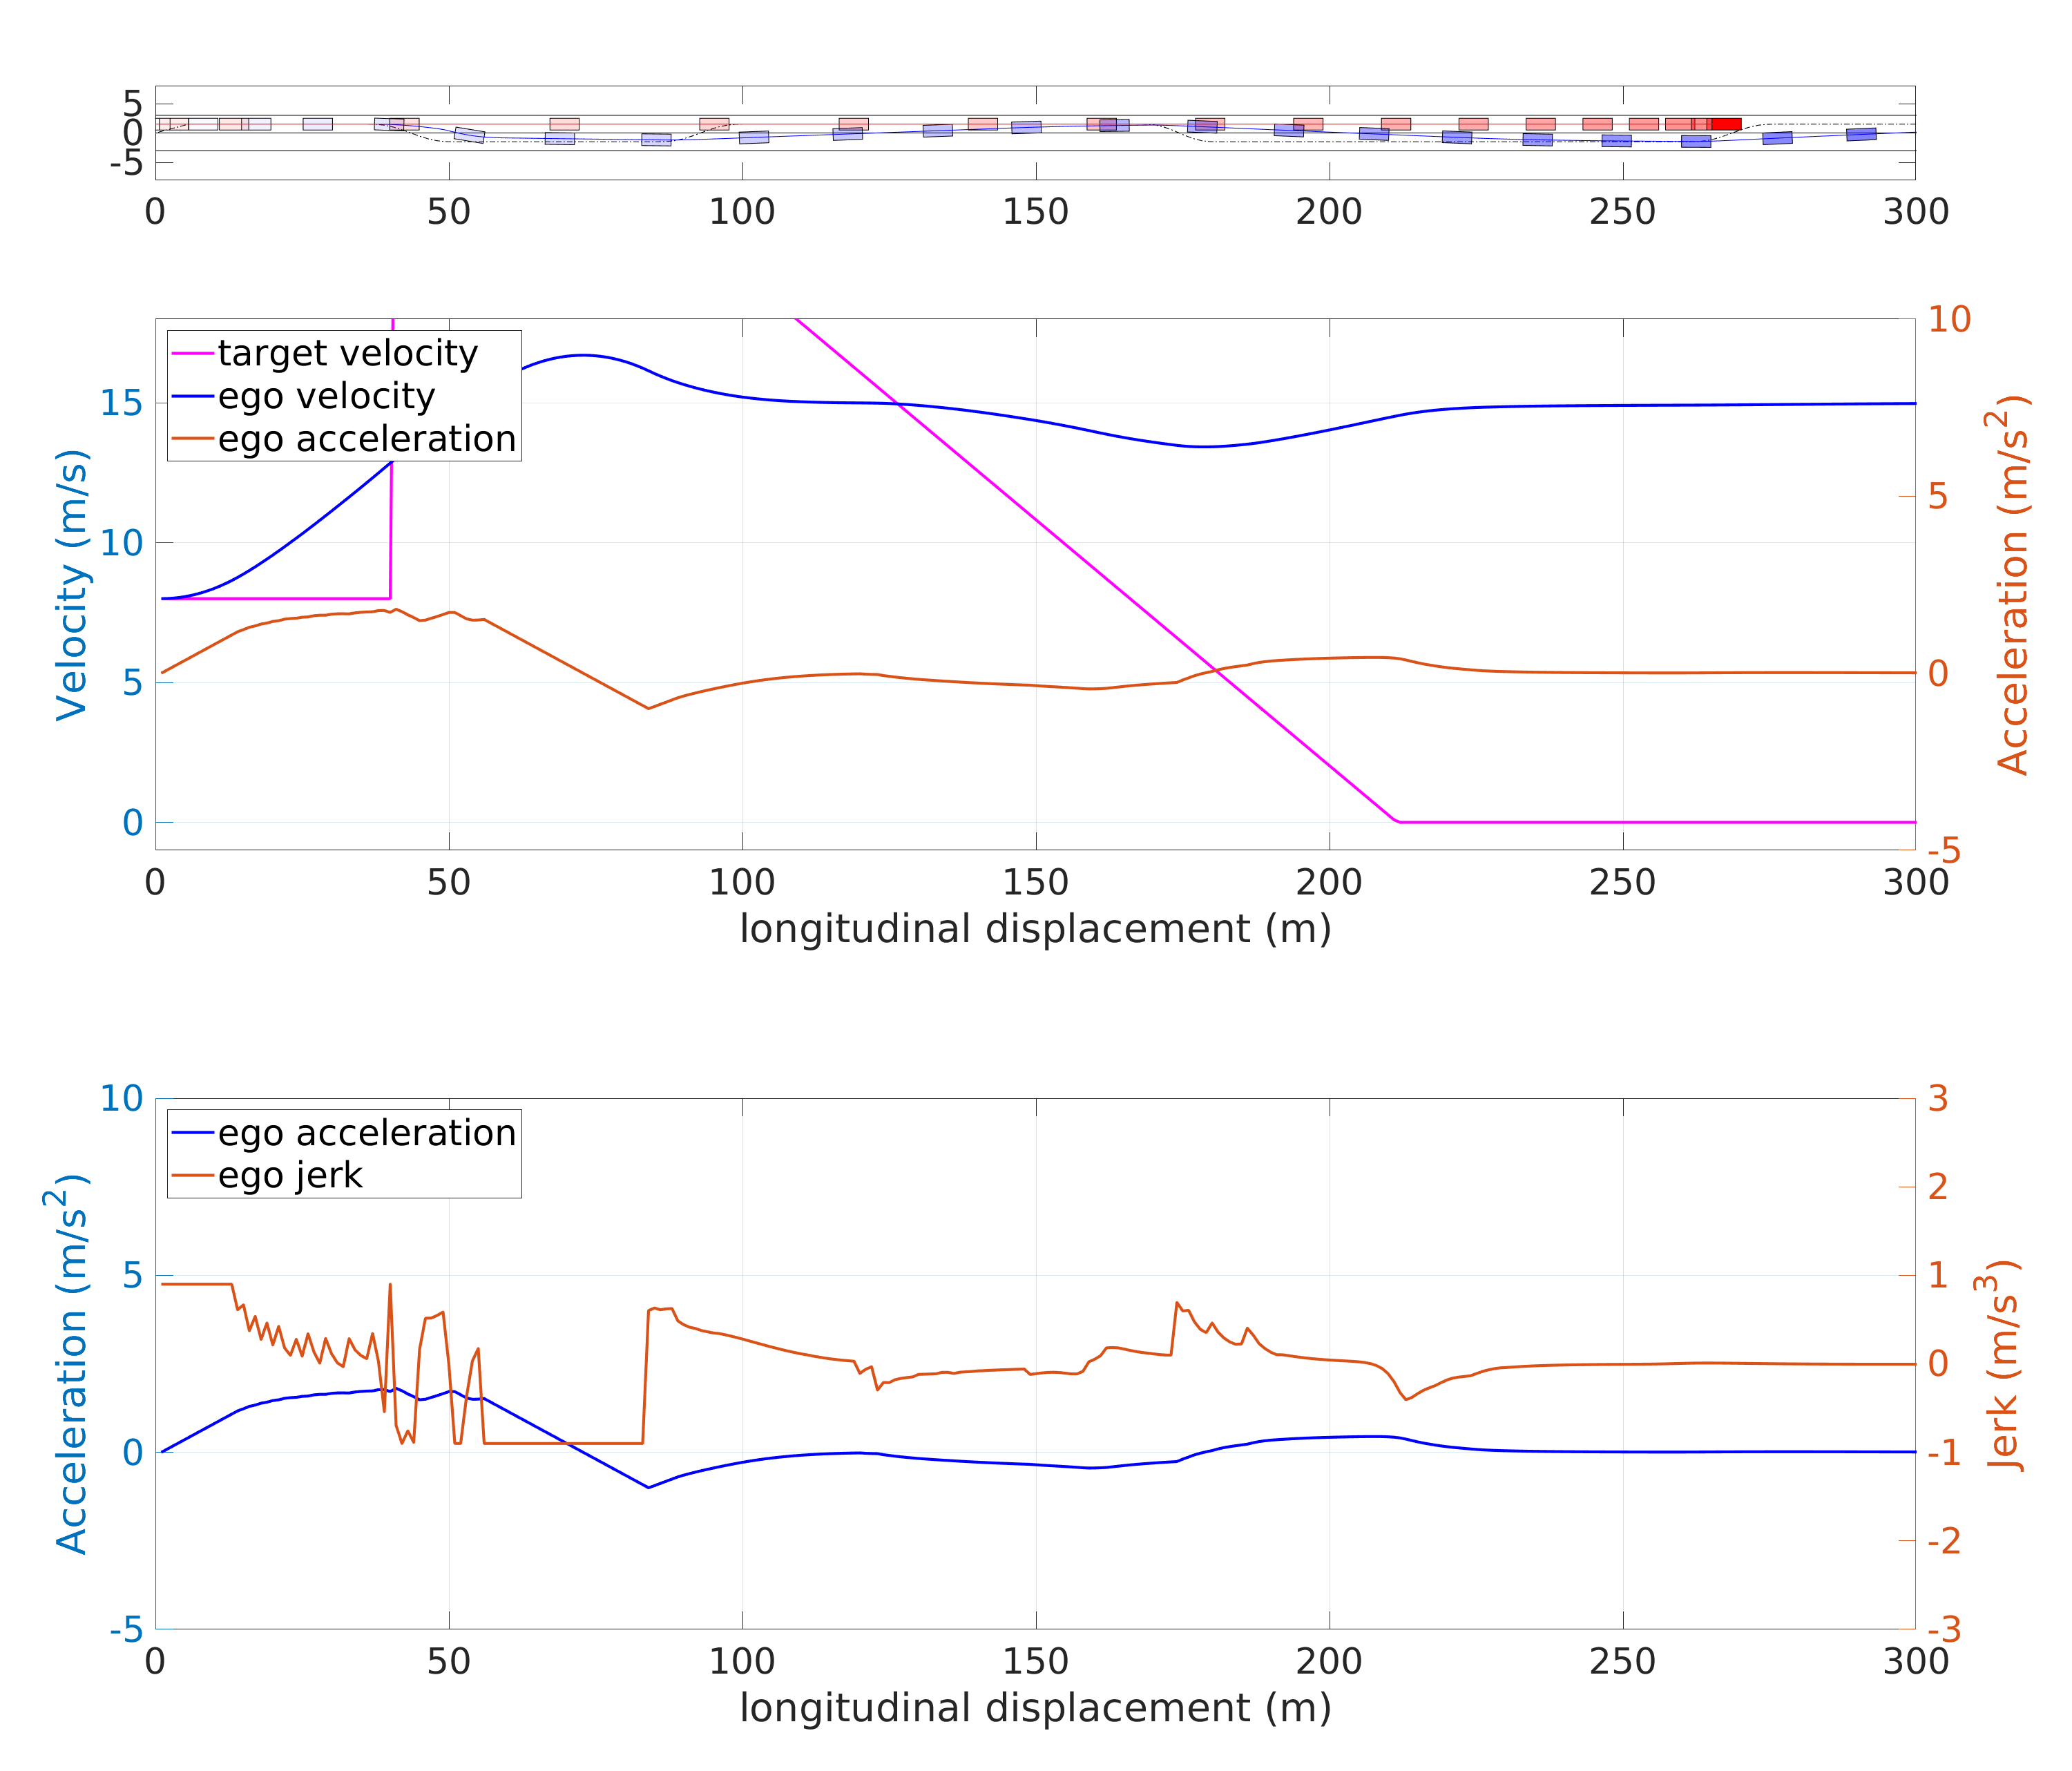 5
0
-5
0 50 100 150 200 250 300
target velocity
ego velocity
ego acceleration
15
10
5
0
Velocity (m/s)
10
5
0
-5
Acceleration (m/s²)
0 50 100 150 200 250 300
longitudinal displacement (m)
ego acceleration
ego jerk
10
5
0
-5
Acceleration (m/s²)
3
2
1
0
-1
-2
-3
Jerk (m/s³)
0 50 100 150 200 250 300
longitudinal displacement (m)